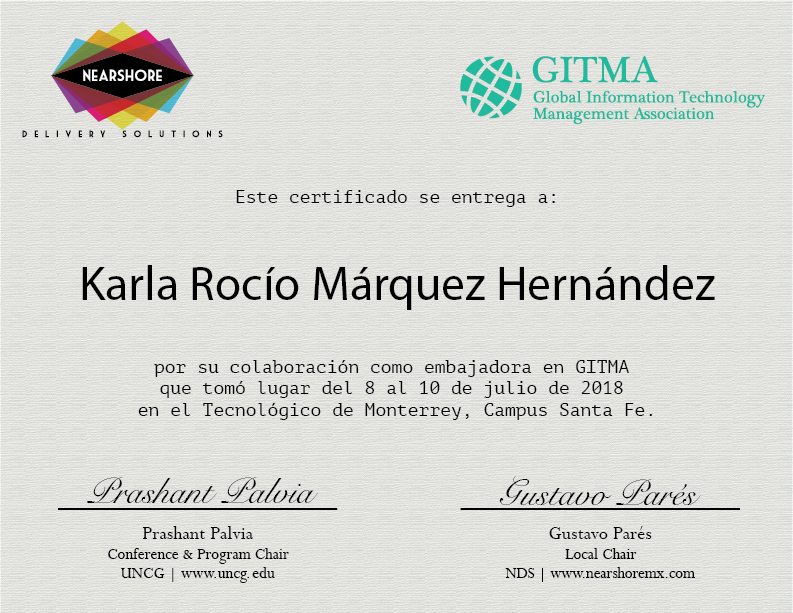 NEARSHORE
DELIVERY SOLUTIONS
GITMA
Global Information Technology
Management Association
Este certificado se entrega a:
Karla Rocío Márquez Hernández
por su colaboración como embajadora en GITMA
que tomó lugar del 8 al 10 de julio de 2018
en el Tecnológico de Monterrey, Campus Santa Fe.
Prashant Palvia
Prashant Palvia
Conference & Program Chair
UNCG | www.uncg.edu
Gustavo Parés
Gustavo Parés
Local Chair
NDS | www.nearshoremx.com